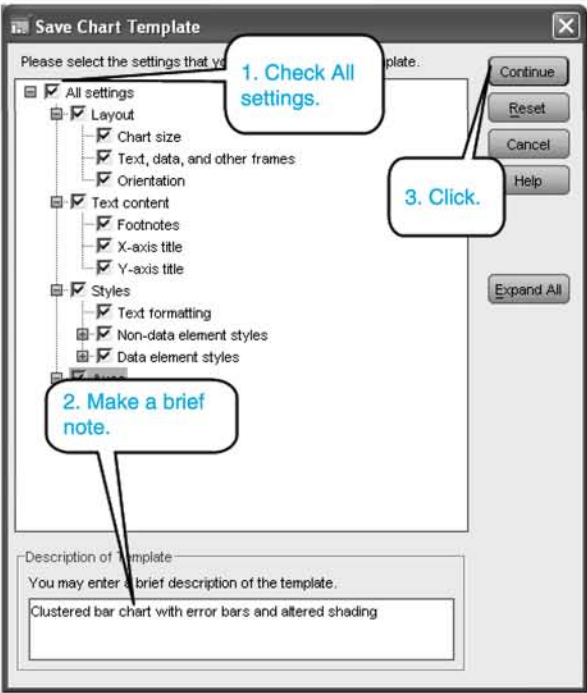 Save Chart Template
Please select the settings that yo
plate.
1. Check All
settings.
All settings
Layout
Chart size
Text, data, and other frames
Orientation
Text content
Footnotes
X-axis title
Y-axis title
Styles
Text formatting
Non-data element styles
Data element styles
2. Make a brief
note.
Continue
Reset
Cancel
Help
3. Click.
Expand All
Description of Template
You may enter a brief description of the template.
Clustered bar chart with error bars and altered shading